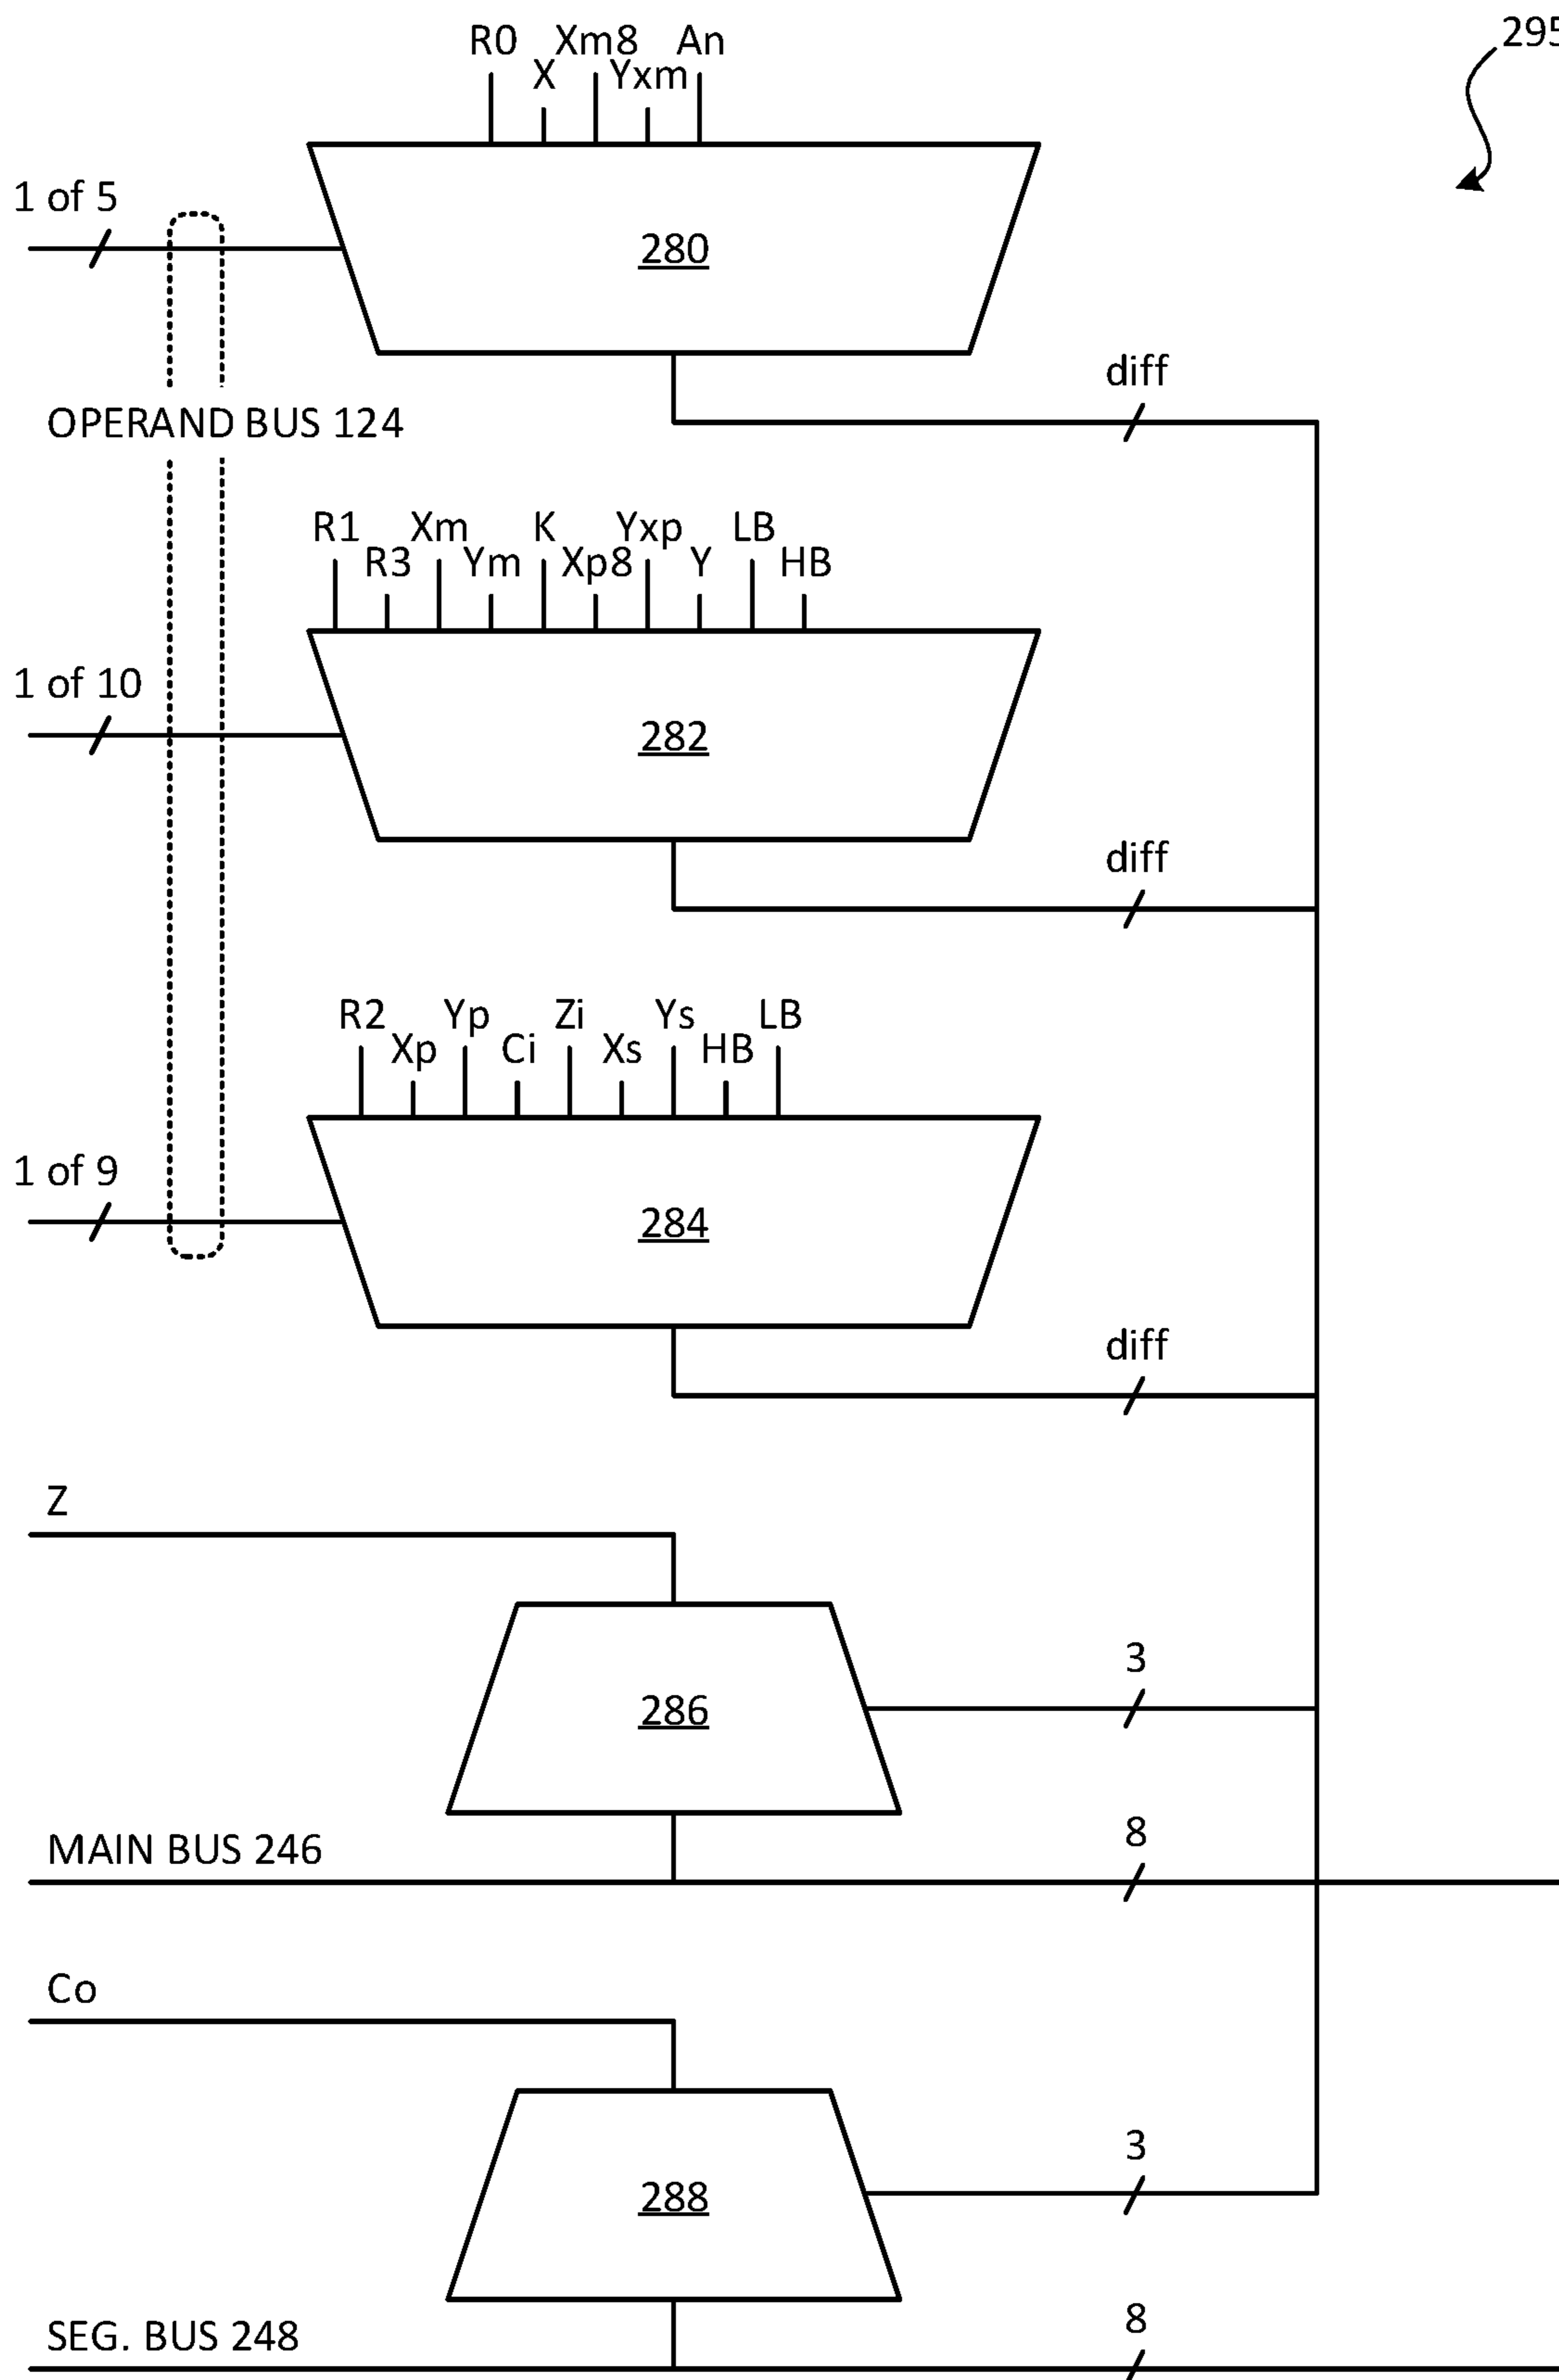 295
R0 Xm8 An
X Yxm
1 of 5
280
diff
OPERAND BUS 124
R1 Xm K Yxp LB
R3 Ym Xp8 Y HB
1 of 10
282
diff
R2 Yp Zi Ys LB
Xp Ci Xs HB
1 of 9
284
diff
Z
3
286
8
MAIN BUS 246
Co
3
288
8
SEG. BUS 248